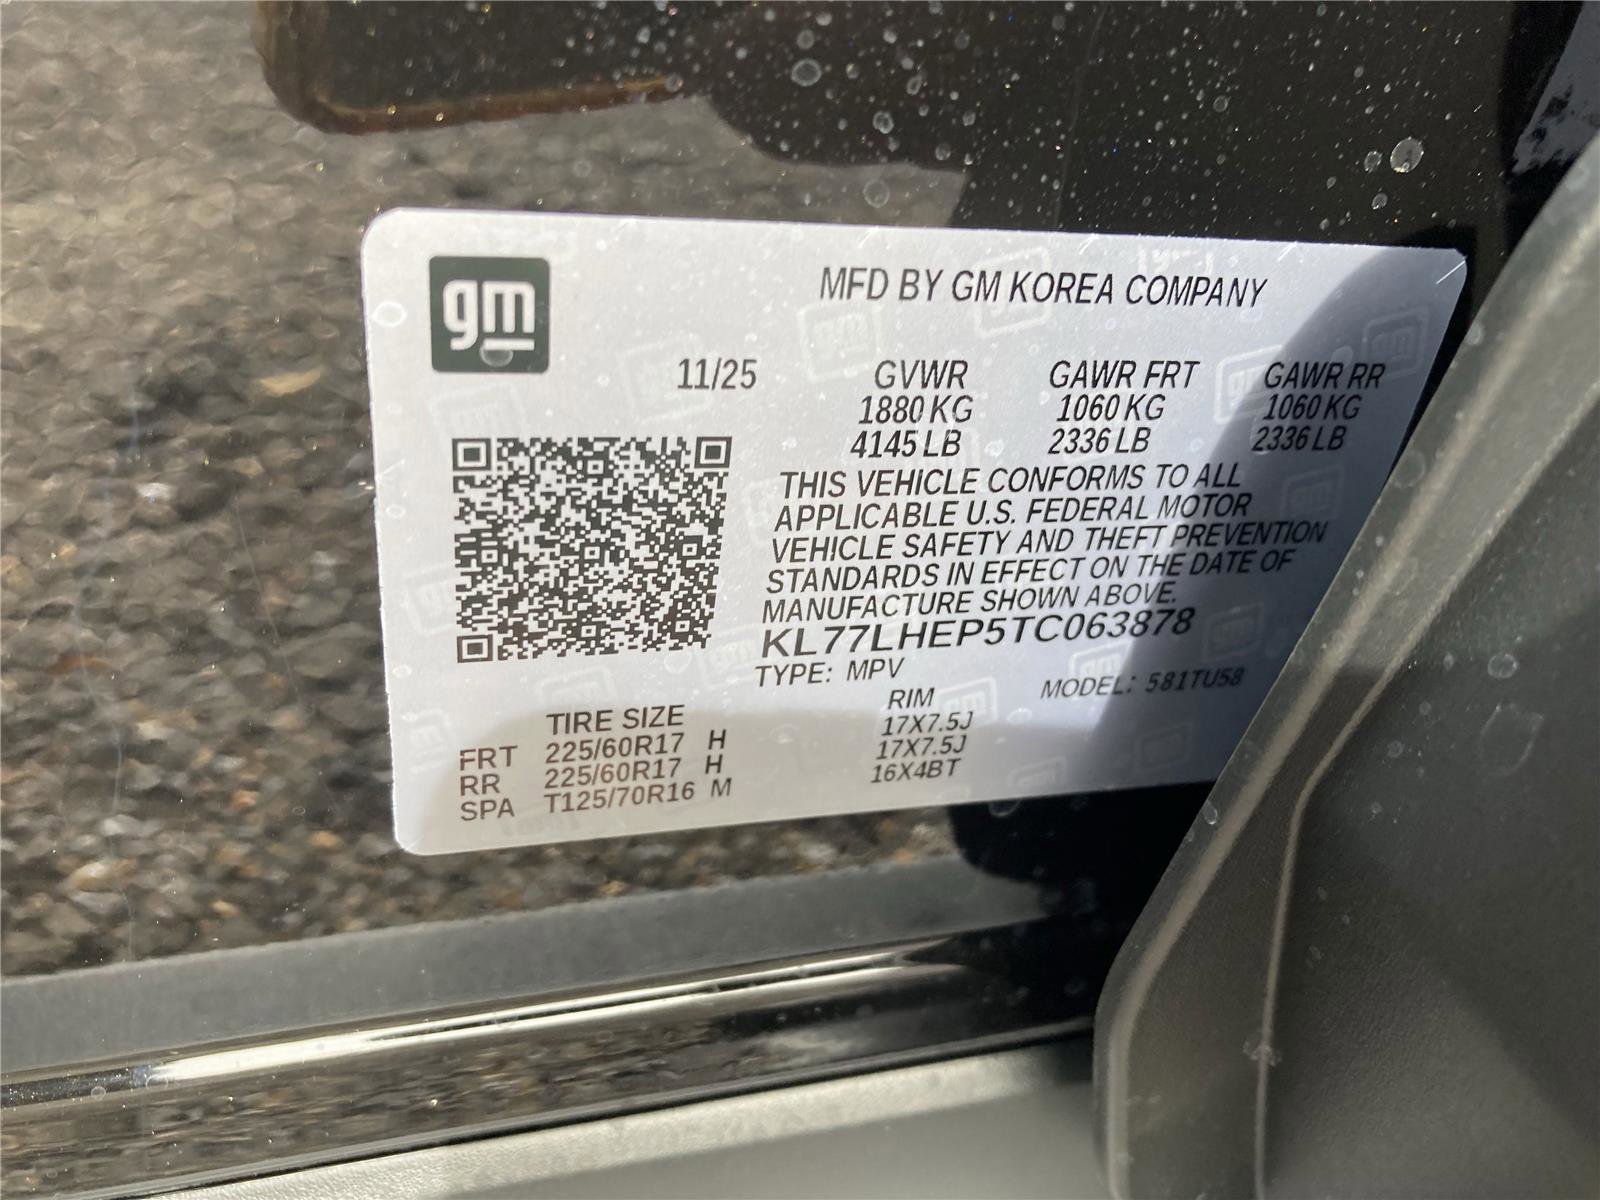 gm
MFD BY GM KOREA COMPANY
11/25 GVWR GAWR FRT GAWR RR
1880 KG 1060 KG 1060 KG
4145 LB 2336 LB 2336 LB
THIS VEHICLE CONFORMS TO ALL
APPLICABLE U.S. FEDERAL MOTOR
VEHICLE SAFETY AND THEFT PREVENTION
STANDARDS IN EFFECT ON THE DATE OF
MANUFACTURE SHOWN ABOVE.
KL77LHEP5TC063878
TYPE: MPV MODEL: 581TU58
TIRE SIZE RIM
FRT 225/60R17 H 17X7.5J
RR 225/60R17 H 17X7.5J
SPA T125/70R16 M 16X4BT